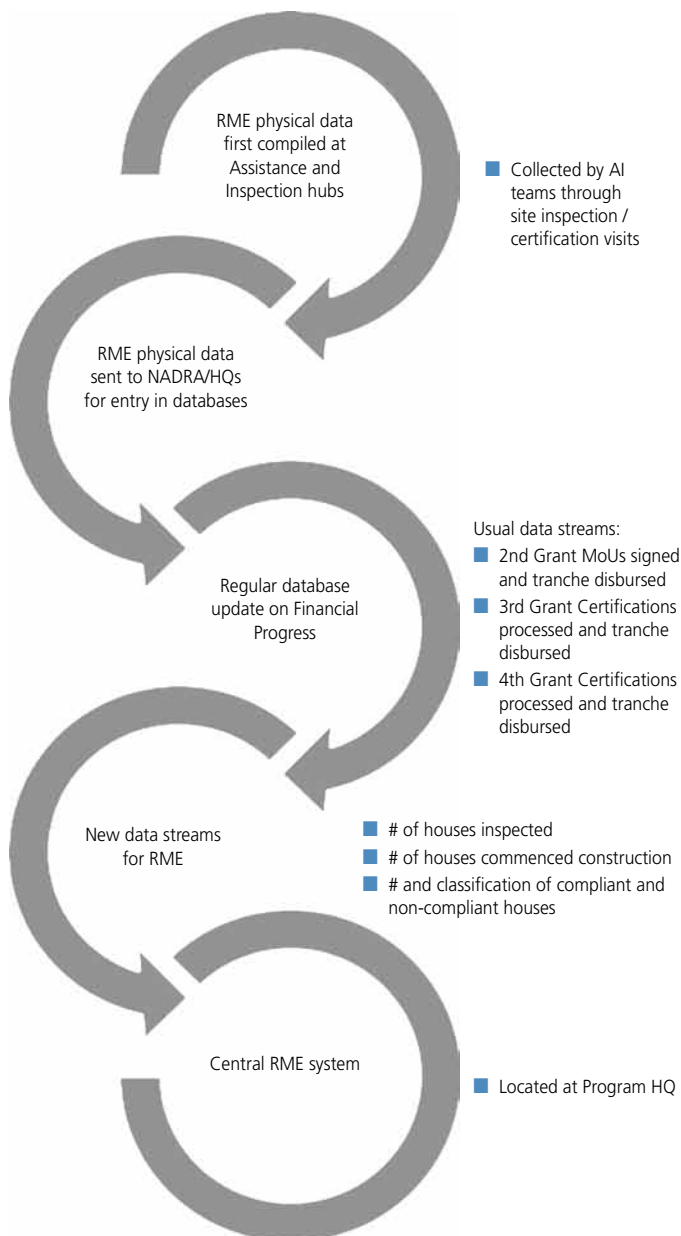 RME physical data
first compiled at
Assistance and
Inspection hubs
Collected by AI
teams through
site inspection /
certification visits
RME physical data
sent to NADRA/HQs
for entry in databases
Regular database
update on Financial
Progress
Usual data streams:
2nd Grant MoUs signed
and tranche disbursed
3rd Grant Certifications
processed and tranche
disbursed
4th Grant Certifications
processed and tranche
disbursed
New data streams
for RME
# of houses inspected
# of houses commenced construction
# and classification of compliant and
non-compliant houses
Central RME system
Located at Program HQ